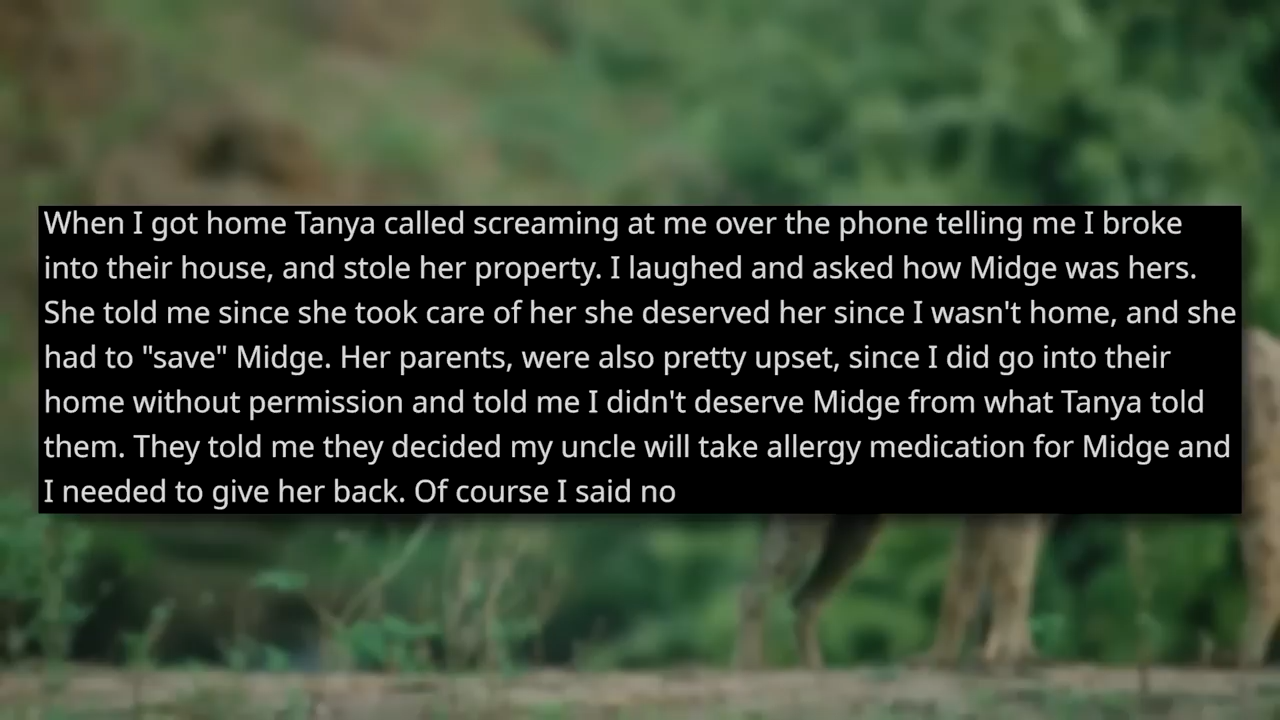 When I got home Tanya called screaming at me over the phone telling me I broke
into their house, and stole her property. I laughed and asked how Midge was hers.
She told me since she took care of her she deserved her since I wasn't home, and she
had to "save" Midge. Her parents, were also pretty upset, since I did go into their
home without permission and told me I didn't deserve Midge from what Tanya told
them. They told me they decided my uncle will take allergy medication for Midge and
I needed to give her back. Of course I said no